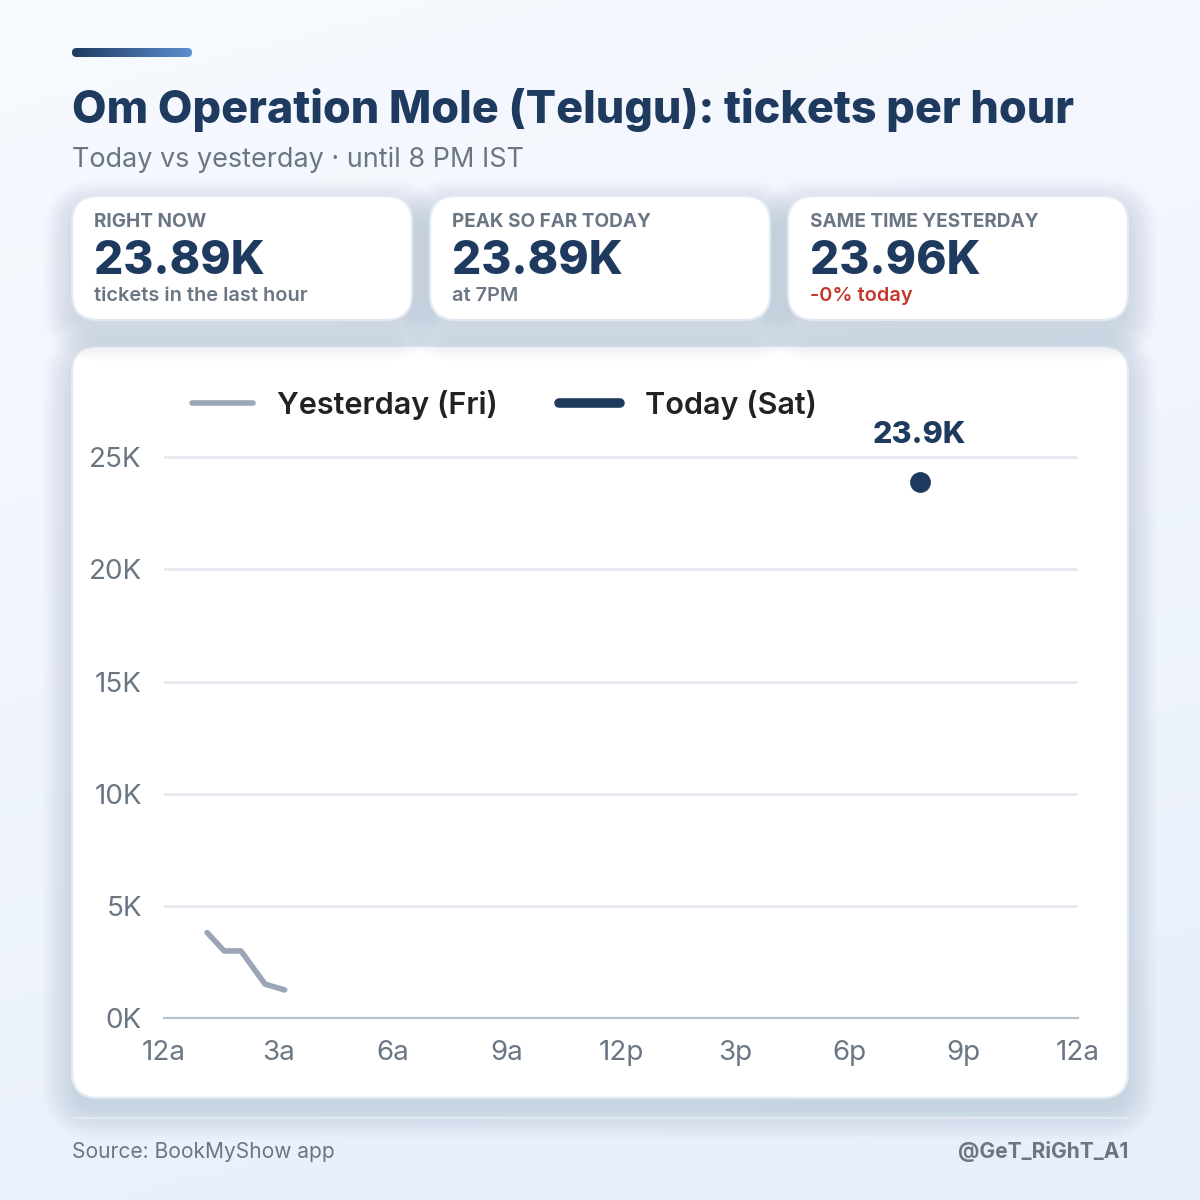 Om Operation Mole (Telugu): tickets per hour
Today vs yesterday · until 8 PM IST
RIGHT NOW
23.89K
tickets in the last hour
PEAK SO FAR TODAY
23.89K
at 7PM
SAME TIME YESTERDAY
23.96K
-0% today
Yesterday (Fri)
Today (Sat)
23.9K
25K
20K
15K
10K
5K
0K
12a 3a 6a 9a 12p 3p 6p 9p 12a
Source: BookMyShow app
@GeT_RiGhT_A1